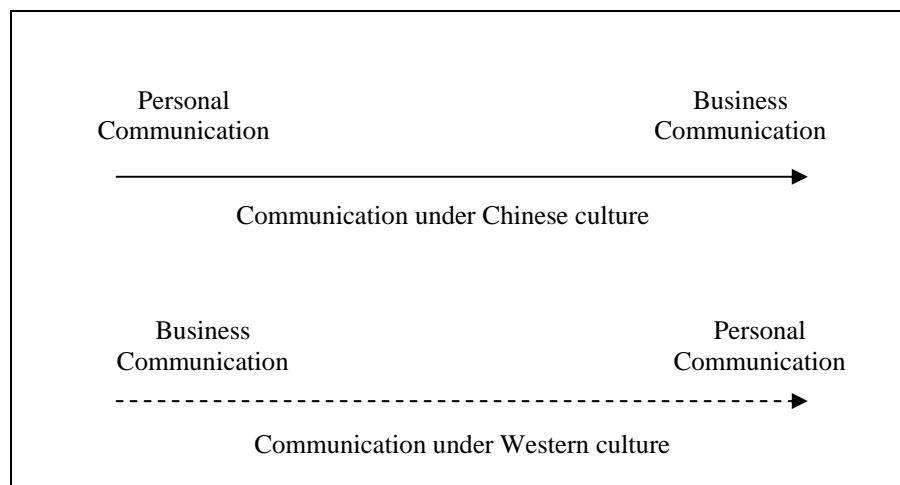 Personal
Communication
Business
Communication
Communication under Chinese culture
Business
Communication
Personal
Communication
Communication under Western culture